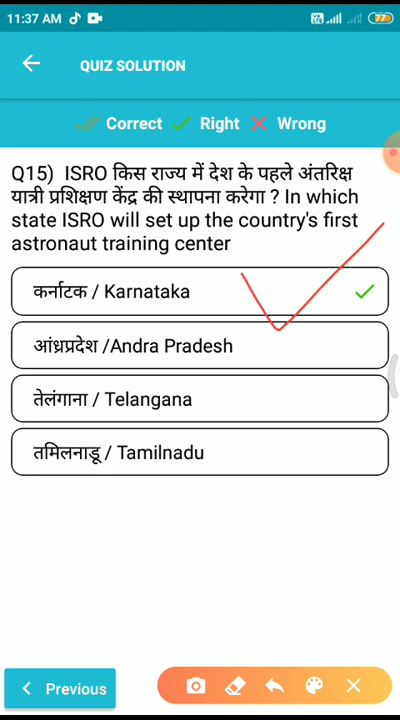 11:37 AM
77
QUIZ SOLUTION
Correct Right Wrong
Q15) ISRO किस राज्य में देश के पहले अंतरिक्ष
यात्री प्रशिक्षण केंद्र की स्थापना करेगा ? In which
state ISRO will set up the country's first
astronaut training center
कर्नाटक / Karnataka
आंध्रप्रदेश /Andra Pradesh
तेलंगाना / Telangana
तमिलनाडू / Tamilnadu
Previous